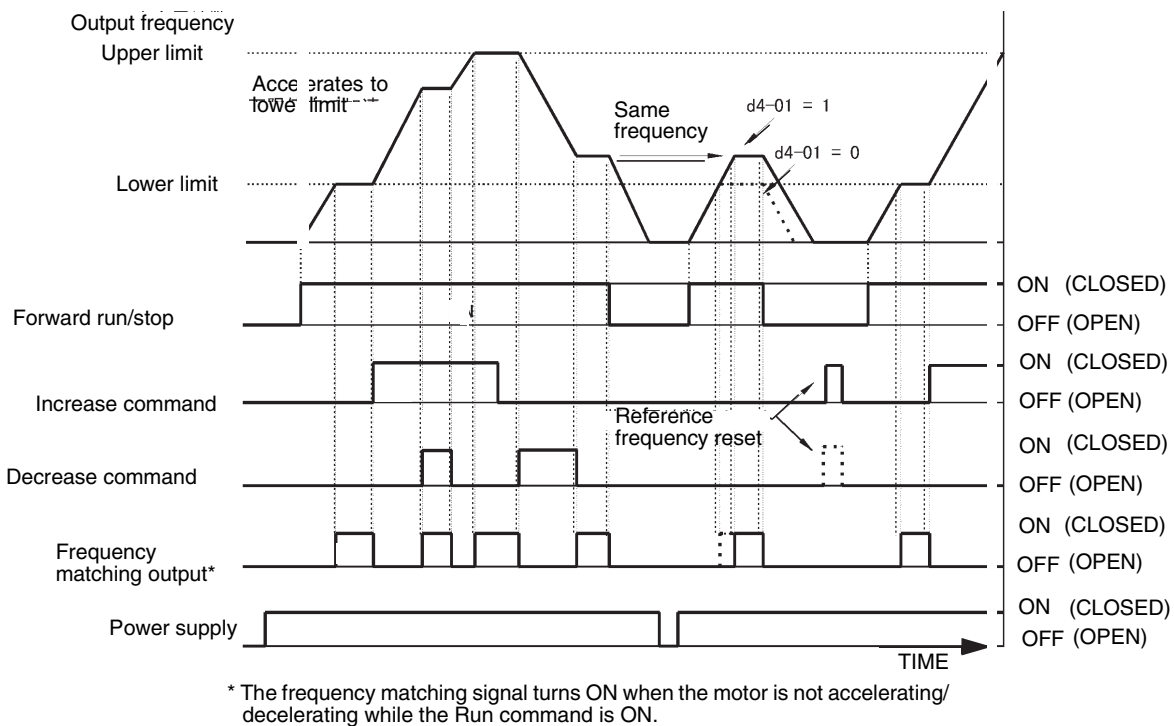 Output frequency
Upper limit
Accelerates to
lower limit
Same
frequency
d4-01 = 1
d4-01 = 0
Lower limit
Forward run/stop
ON (CLOSED)
OFF (OPEN)
Increase command
ON (CLOSED)
OFF (OPEN)
Reference
frequency reset
Decrease command
ON (CLOSED)
OFF (OPEN)
Frequency
matching output*
ON (CLOSED)
OFF (OPEN)
Power supply
ON (CLOSED)
OFF (OPEN)
TIME
* The frequency matching signal turns ON when the motor is not accelerating/
decelerating while the Run command is ON.